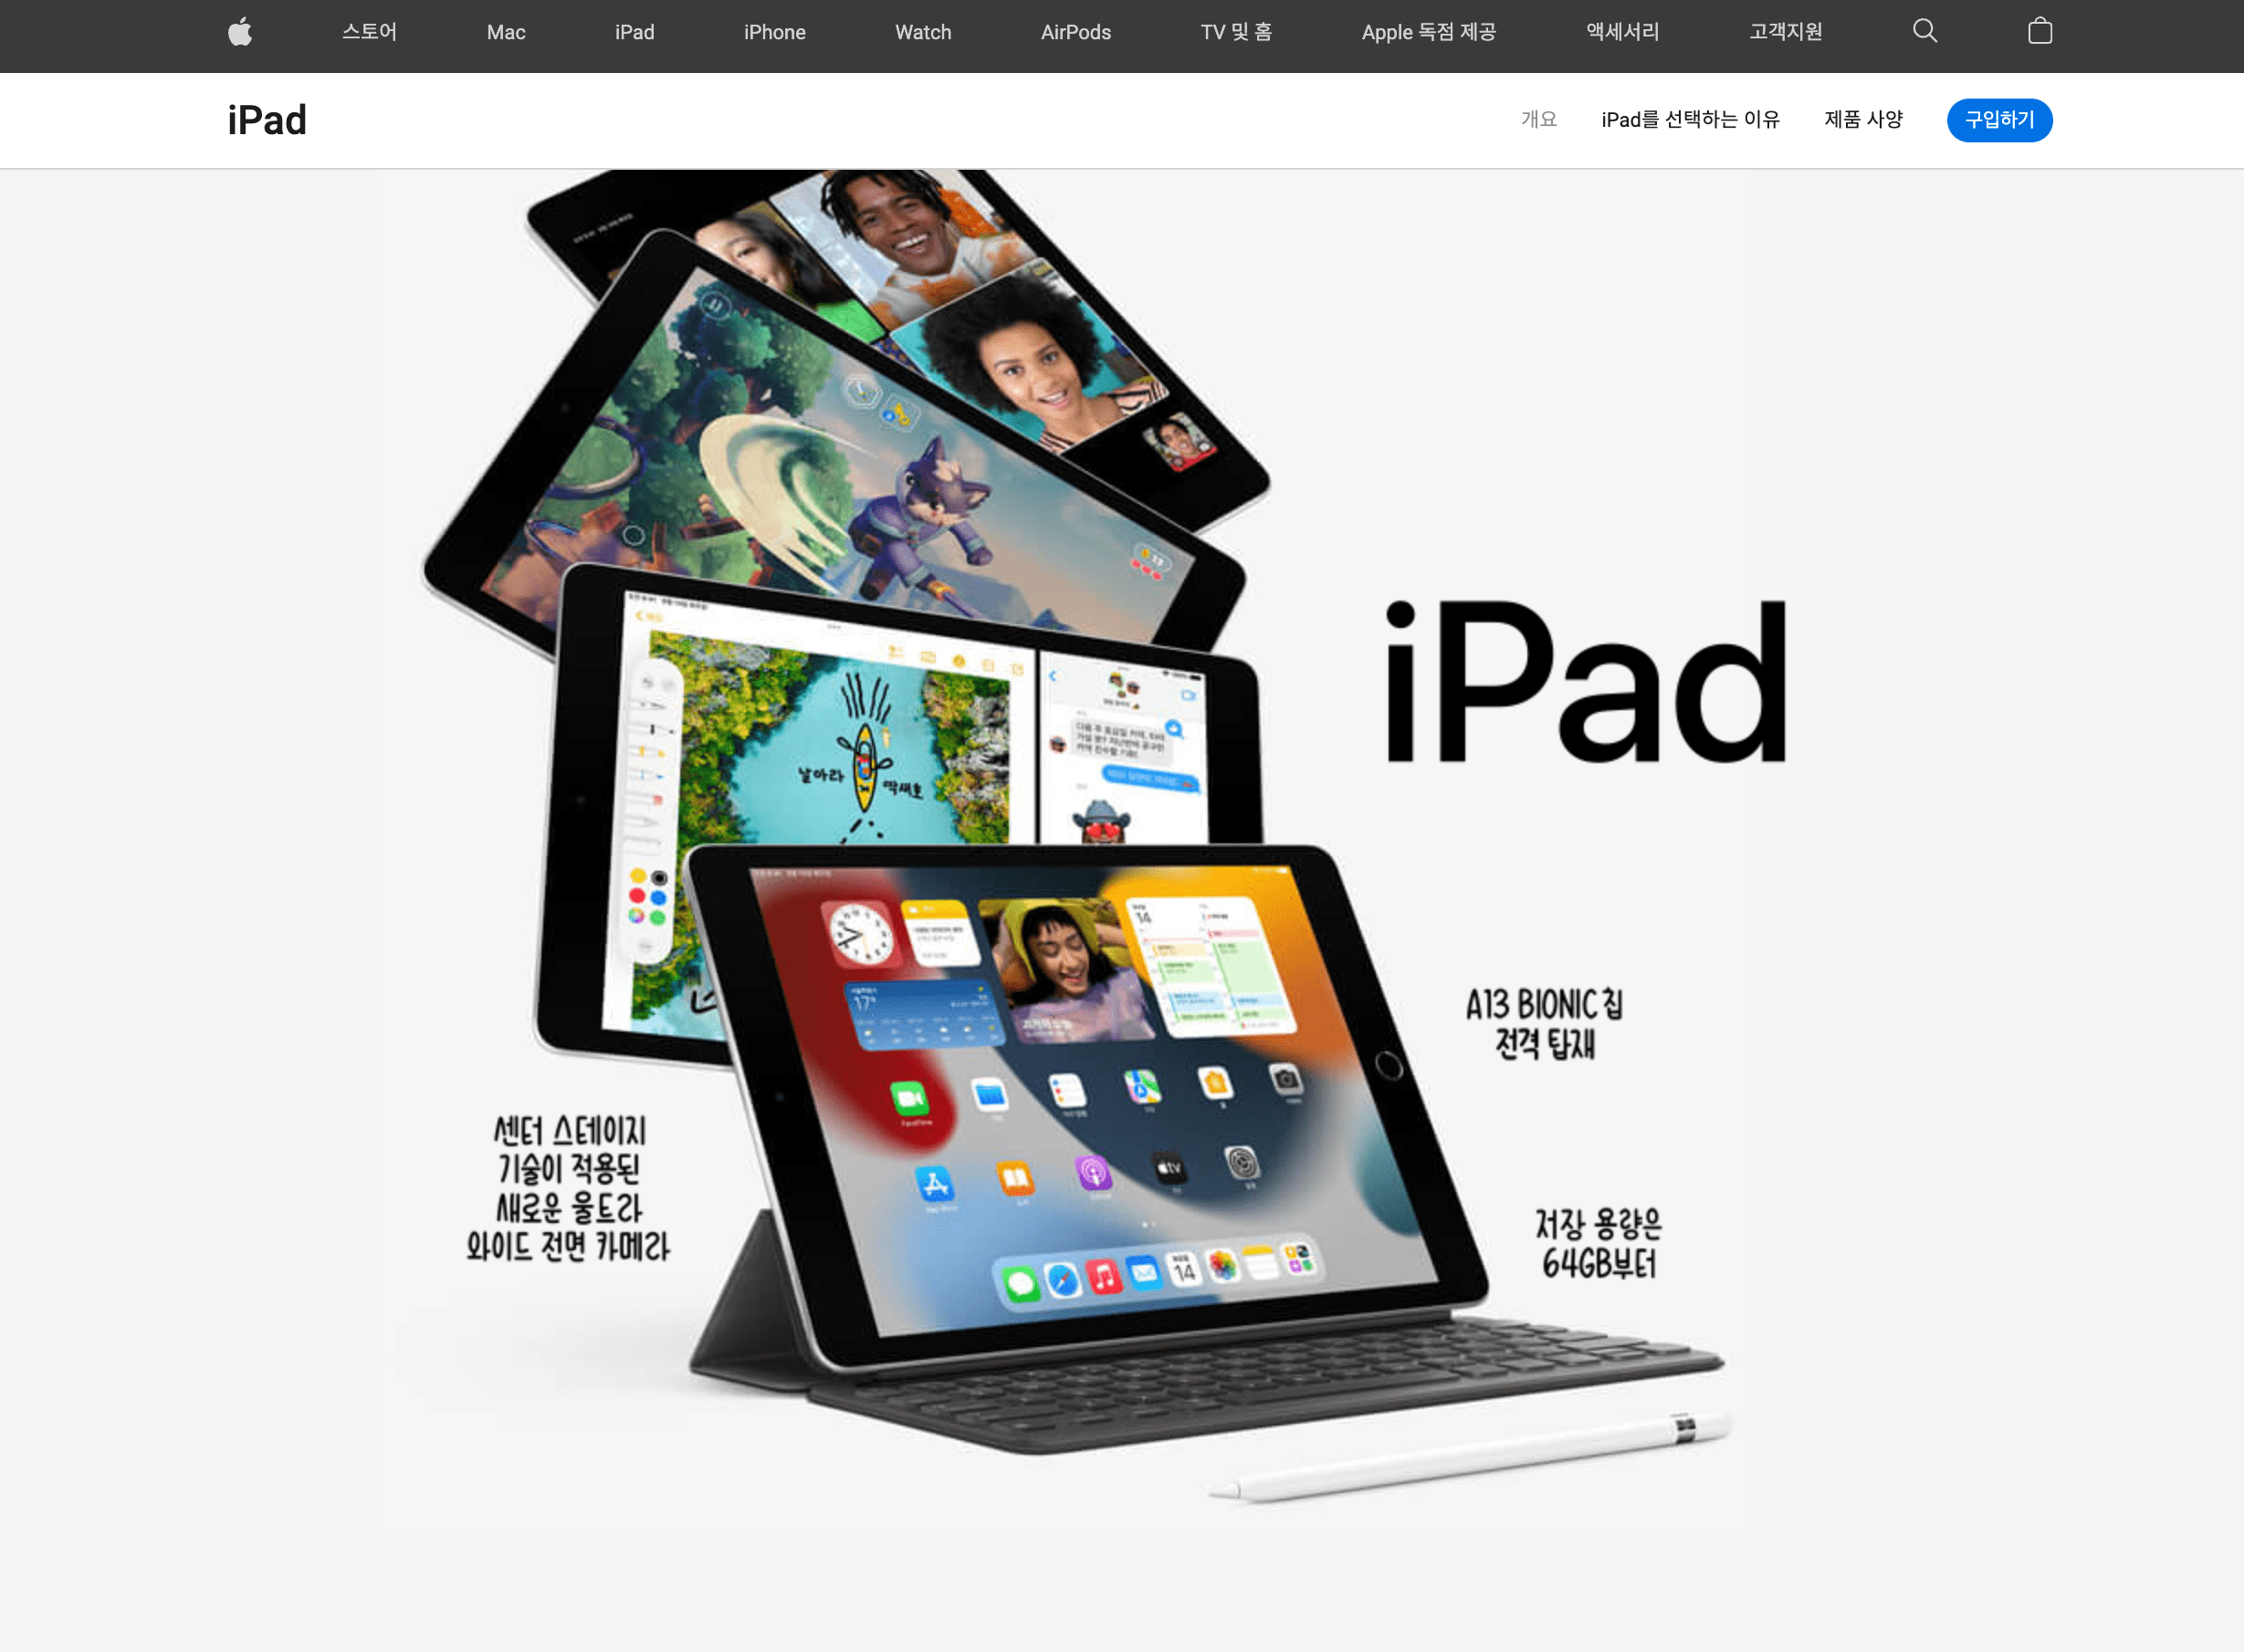 스토어
Mac
iPad
iPhone
Watch
AirPods
TV 및 홈
Apple 독점 제공
액세서리
고객지원
iPad
개요
iPad를 선택하는 이유
제품 사양
구입하기
iPad
날아라
딱새호
A13 BIONIC 칩
전격 탑재
센터 스테이지
기술이 적용된
새로운 울트라
와이드 전면 카메라
저장 용량은
64GB부터
14
17°
FaceTime
tv
14